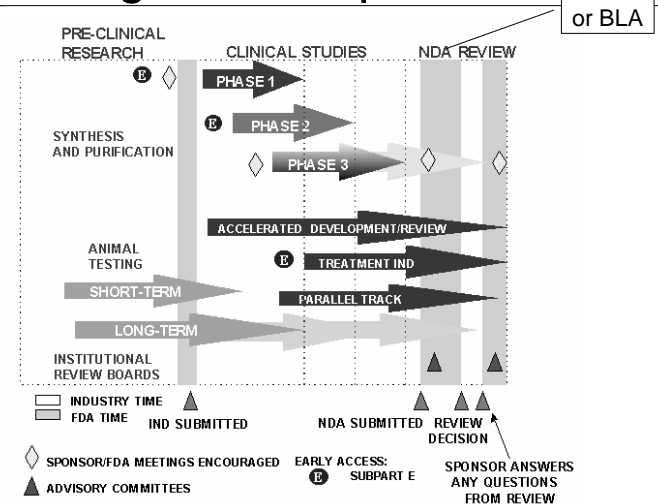 or BLA
PRE-CLINICAL
RESEARCH
CLINICAL STUDIES
NDA REVIEW
E
PHASE 1
E
PHASE 2
SYNTHESIS
AND PURIFICATION
PHASE 3
ACCELERATED DEVELOPMENT/REVIEW
ANIMAL
TESTING
E
TREATMENT IND
SHORT-TERM
PARALLEL TRACK
LONG-TERM
INSTITUTIONAL
REVIEW BOARDS
INDUSTRY TIME
FDA TIME
IND SUBMITTED
NDA SUBMITTED
REVIEW
DECISION
SPONSOR/FDA MEETINGS ENCOURAGED
ADVISORY COMMITTEES
EARLY ACCESS:
E
SUBPART E
SPONSOR ANSWERS
ANY QUESTIONS
FROM REVIEW